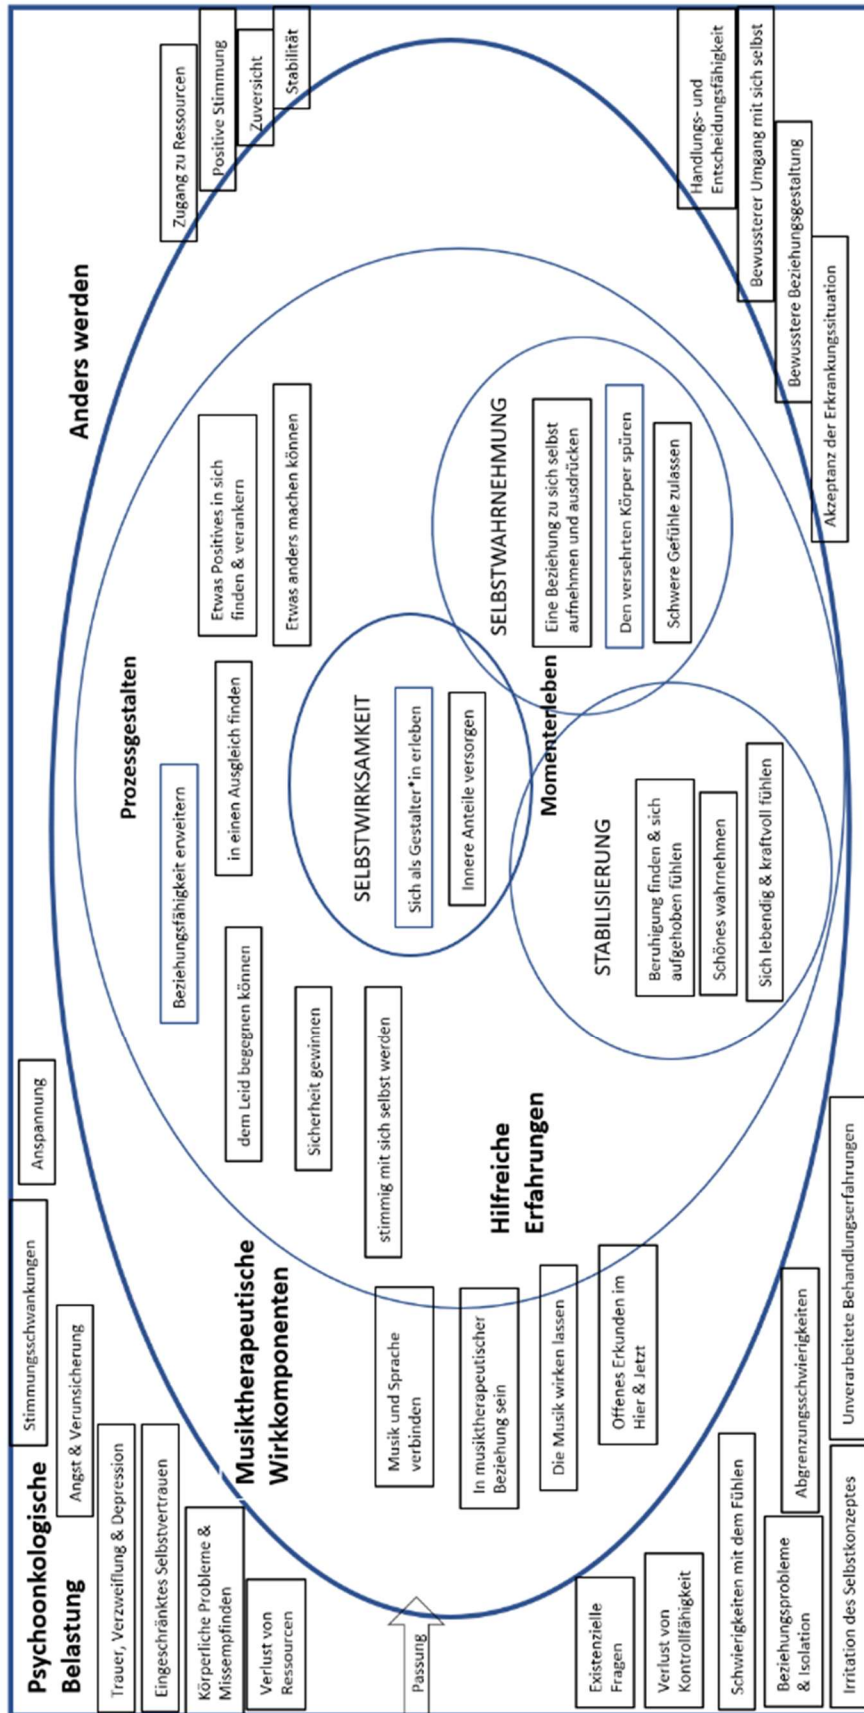 Psychoonkologische
Belastung
Stimmungsschwankungen
Anspannung
Angst & Verunsicherung
Trauer, Verzweiflung & Depression
Eingeschränktes Selbstvertrauen
Körperliche Probleme &
Missempfinden
Verlust von
Ressourcen
Passung
Existenzielle
Fragen
Verlust von
Kontrollfähigkeit
Schwierigkeiten mit dem Fühlen
Beziehungsprobleme
& Isolation
Abgrenzungsschwierigkeiten
Irritation des Selbstkonzeptes
Unverarbeitete Behandlungserfahrungen
Musiktherapeutische
Wirkkomponenten
Musik und Sprache
verbinden
In musiktherapeutischer
Beziehung sein
Die Musik wirken lassen
Offenes Erkunden im
Hier & Jetzt
Hilfreiche
Erfahrungen
Prozessgestalten
Beziehungsfähigkeit erweitern
dem Leid begegnen können
in einen Ausgleich finden
Etwas Positives in sich
finden & verankern
Sicherheit gewinnen
Etwas anders machen können
stimmig mit sich selbst werden
SELBSTWIRKSAMKEIT
Sich als Gestalter*in erleben
Innere Anteile versorgen
Momenterleben
STABILISIERUNG
Beruhigung finden & sich
aufgehoben fühlen
Schönes wahrnehmen
Sich lebendig & kraftvoll fühlen
SELBSTWAHRNEHMUNG
Eine Beziehung zu sich selbst
aufnehmen und ausdrücken
Den versehrten Körper spüren
Schwere Gefühle zulassen
Anders werden
Zugang zu Ressourcen
Positive Stimmung
Zuversicht
Stabilität
Handlungs- und
Entscheidungsfähigkeit
Bewussterer Umgang mit sich selbst
Bewusstere Beziehungsgestaltung
Akzeptanz der Erkrankungssituation